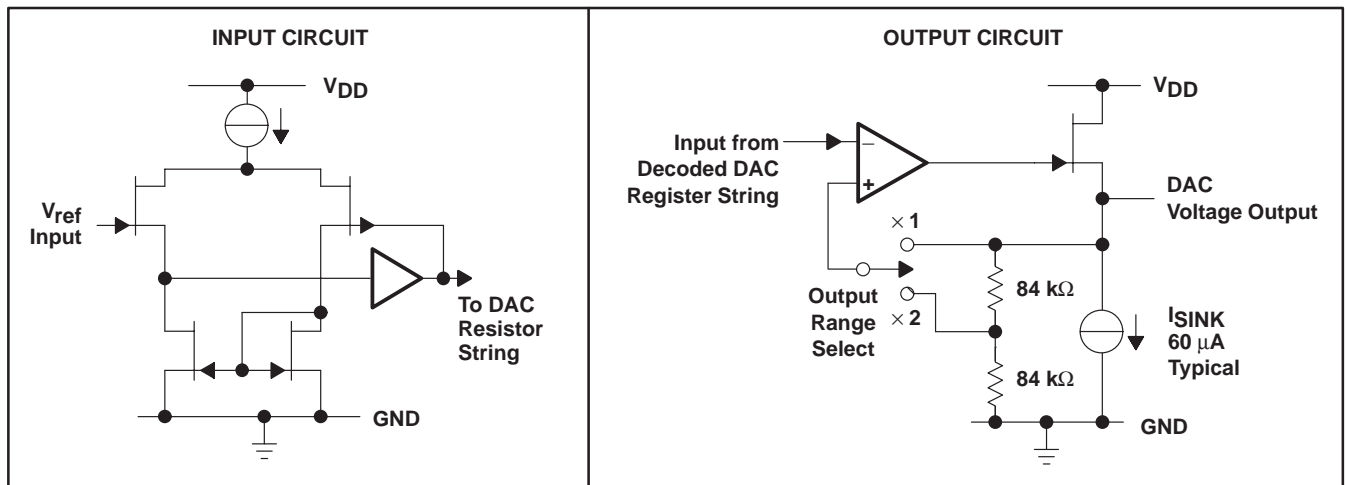 INPUT CIRCUIT
VDD
Vref
Input
To DAC
Resistor
String
GND
OUTPUT CIRCUIT
VDD
Input from
Decoded DAC
Register String
–
+
DAC
Voltage Output
× 1
Output
Range
Select
× 2
84 kΩ
84 kΩ
ISINK
60 μA
Typical
GND